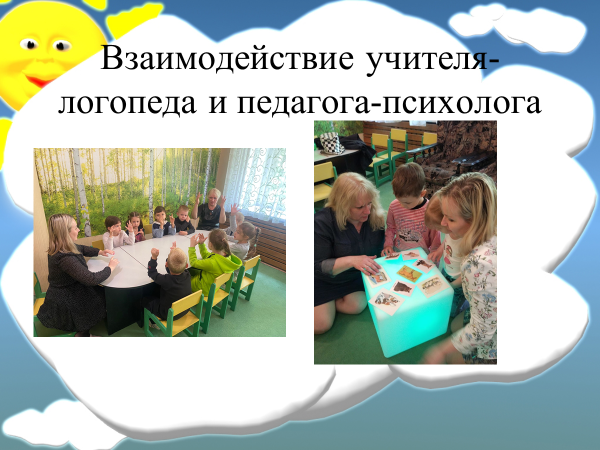 Взаимодействие учителя-
логопеда и педагога-психолога